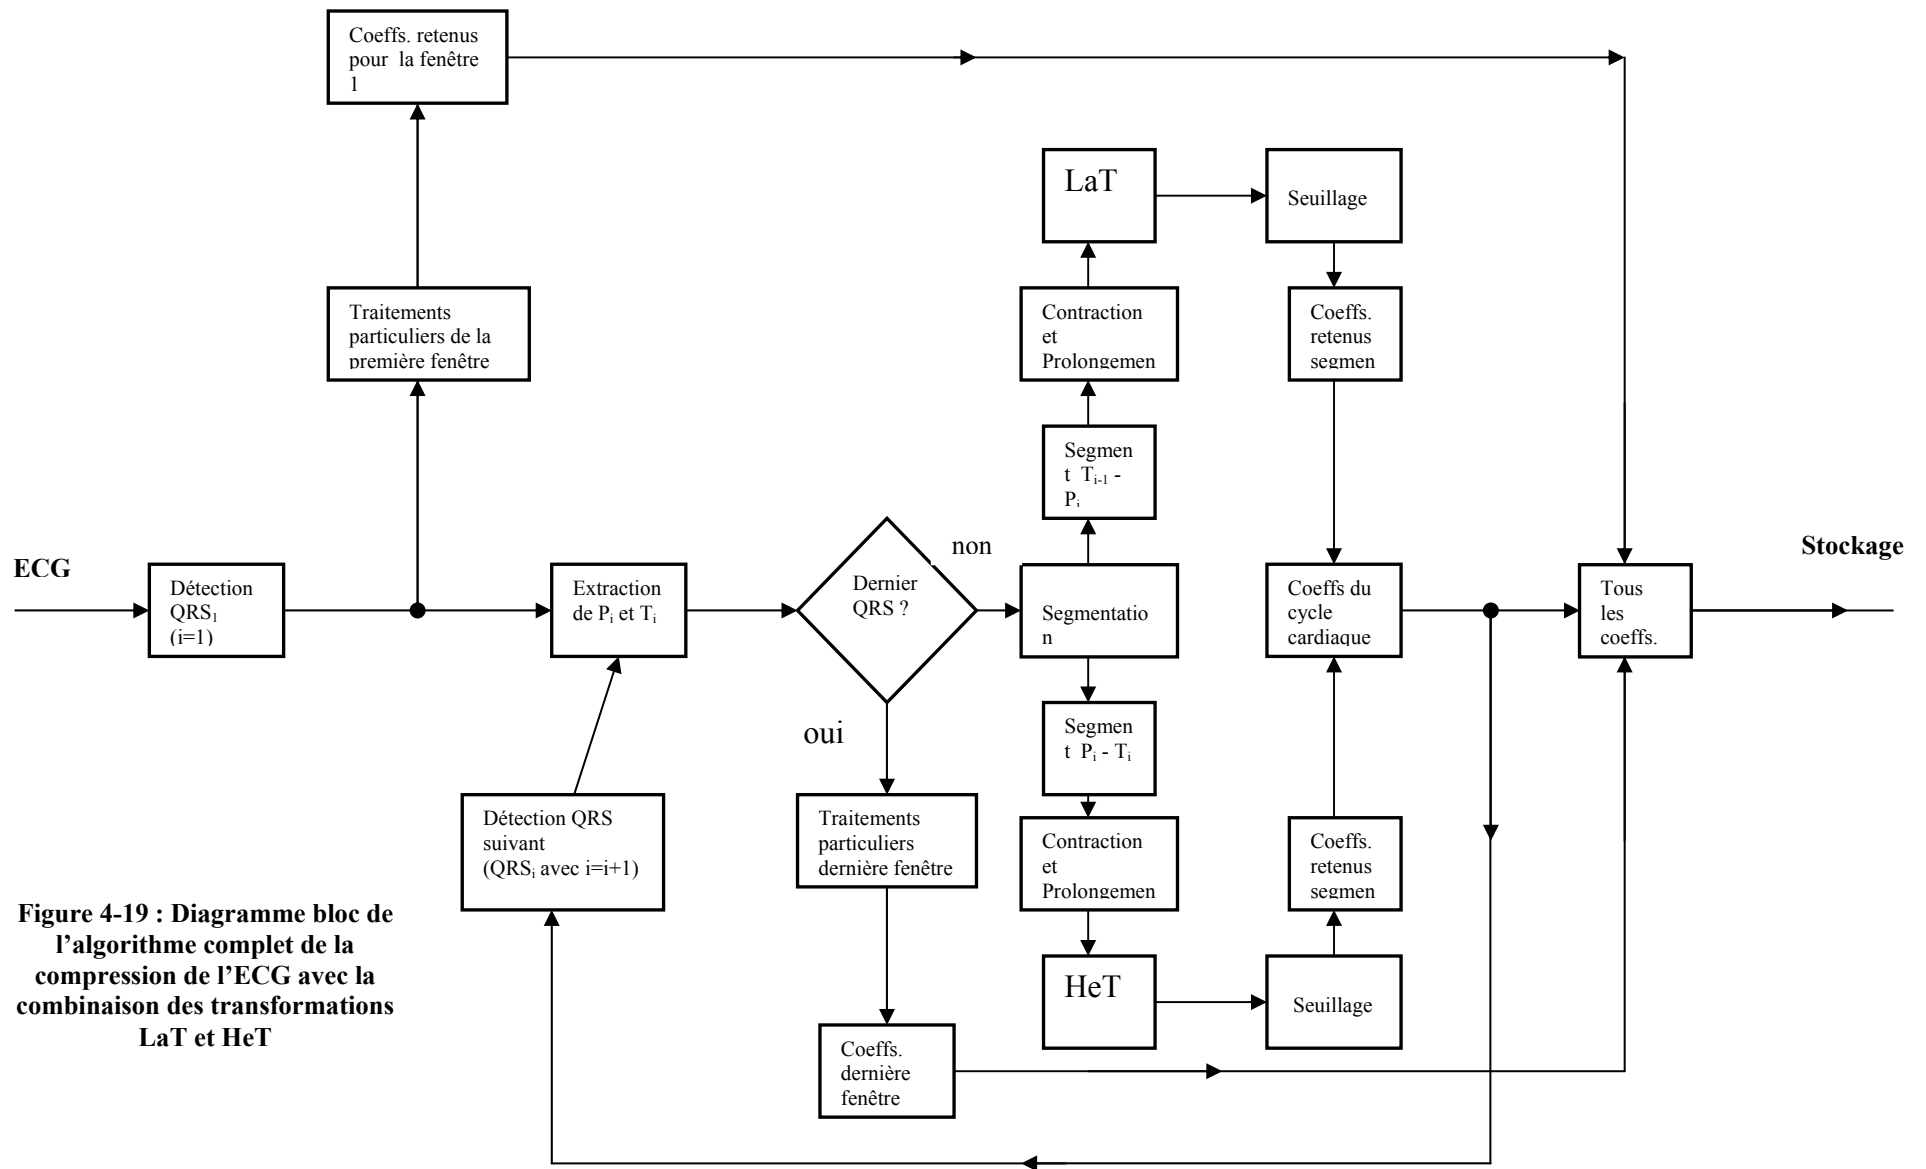 Coeffs. retenus
pour la fenêtre
1
LaT
Seuillage
Traitements
particuliers de la
première fenêtre
Contraction
et
Prolongemen
Coeffs.
retenus
segmen
Segmen
t T_{i-1} -
P_i
ECG
Détection
QRS_1
(i=1)
Extraction
de P_i et T_i
Dernier
QRS ?
non
oui
Segmentatio
n
Coeffs du
cycle
cardiaque
Tous
les
coeffs.
Stockage
Segmen
t P_i - T_i
Détection QRS
suivant
(QRS_i avec i=i+1)
Traitements
particuliers
dernière fenêtre
Contraction
et
Prolongemen
Coeffs.
retenus
segmen
HeT
Seuillage
Coeffs.
dernière
fenêtre
Figure 4-19 : Diagramme bloc de
l’algorithme complet de la
compression de l’ECG avec la
combinaison des transformations
LaT et HeT